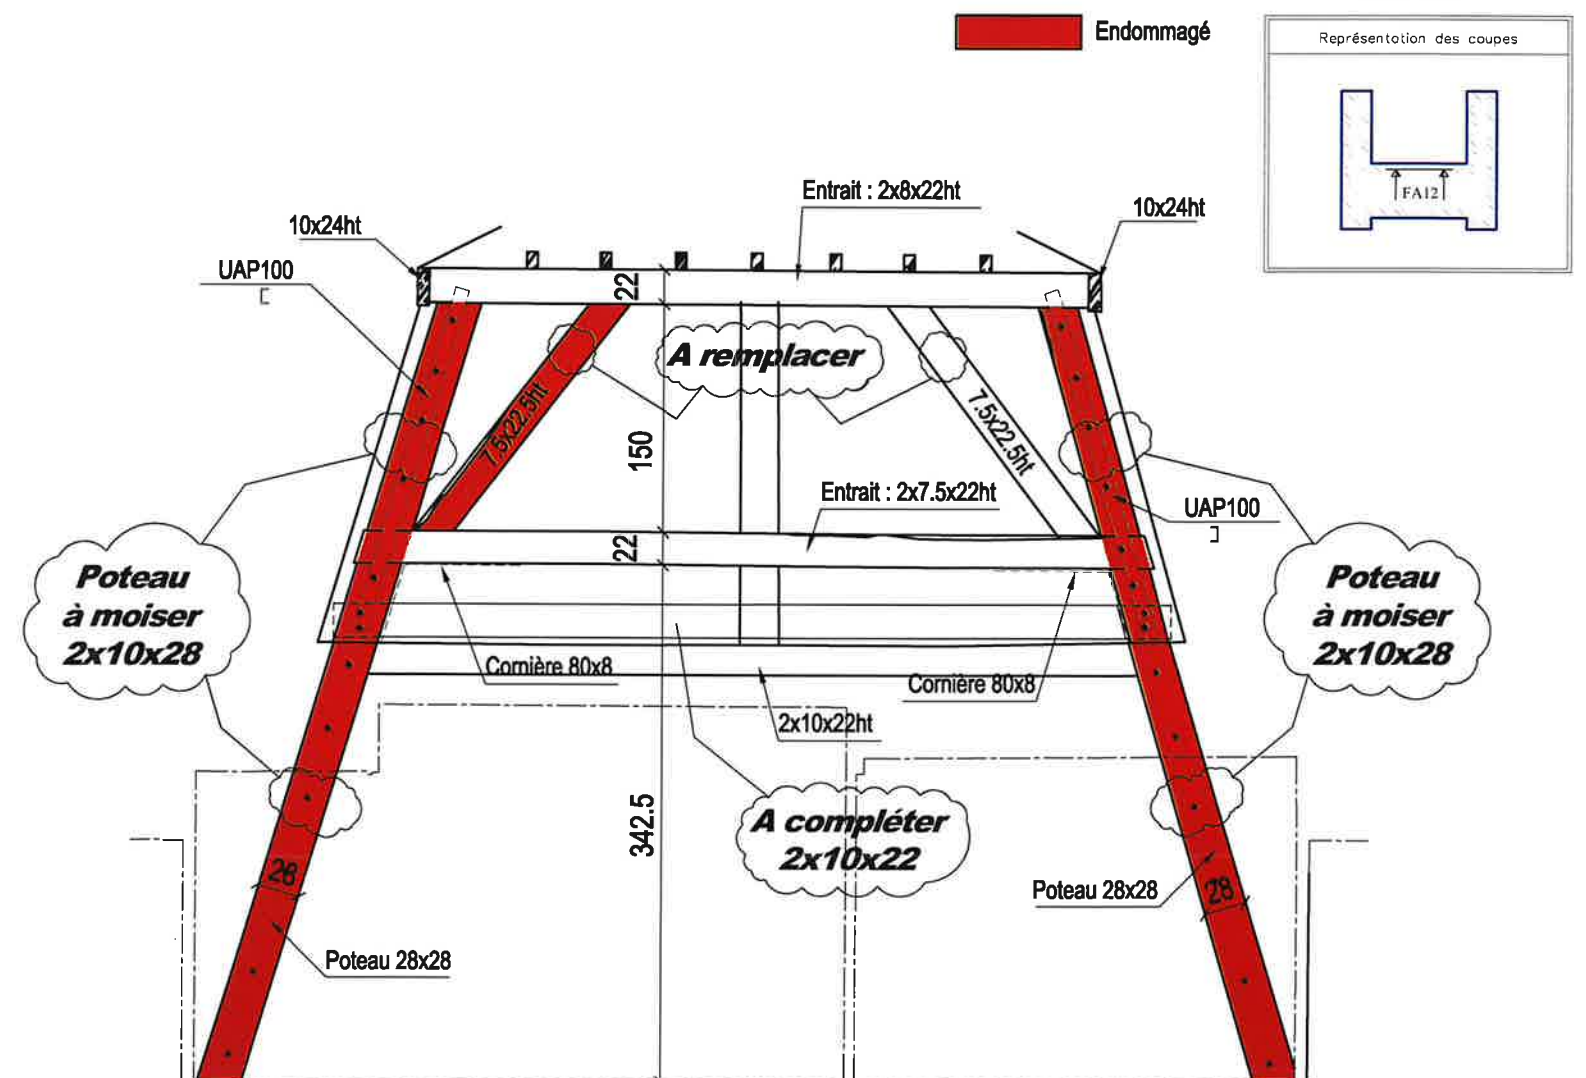 Endommagé
Représentation des coupes
FA12
Entrait : 2x8x22ht
10x24ht
10x24ht
UAP100
22
A remplacer
7.5x22.5ht
7.5x22.5ht
150
Entrait : 2x7.5x22ht
UAP100
22
Poteau
à moiser
2x10x28
Poteau
à moiser
2x10x28
Cornière 80x8
Cornière 80x8
2x10x22ht
342.5
A compléter
2x10x22
28
Poteau 28x28
28
Poteau 28x28